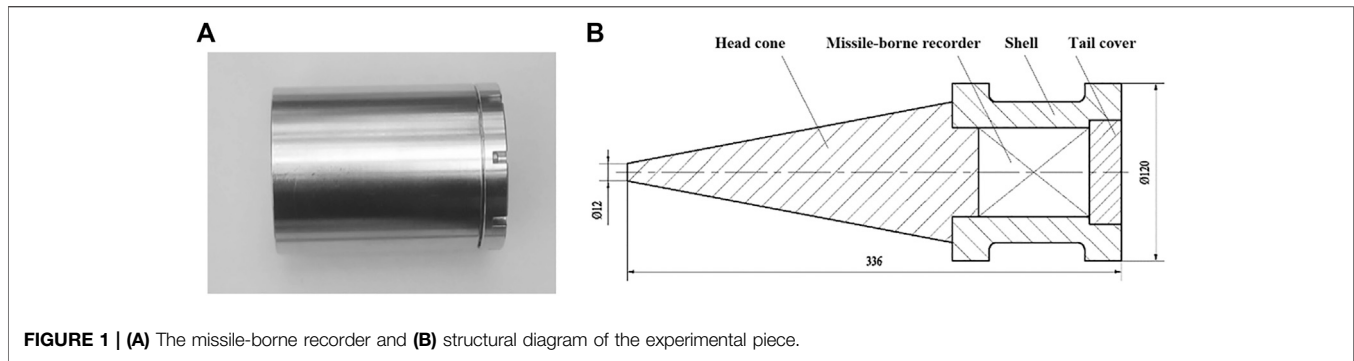 A
B
Head cone
Missile-borne recorder
Shell
Tail cover
Ø12
Ø120
336
FIGURE 1 | (A) The missile-borne recorder and (B) structural diagram of the experimental piece.